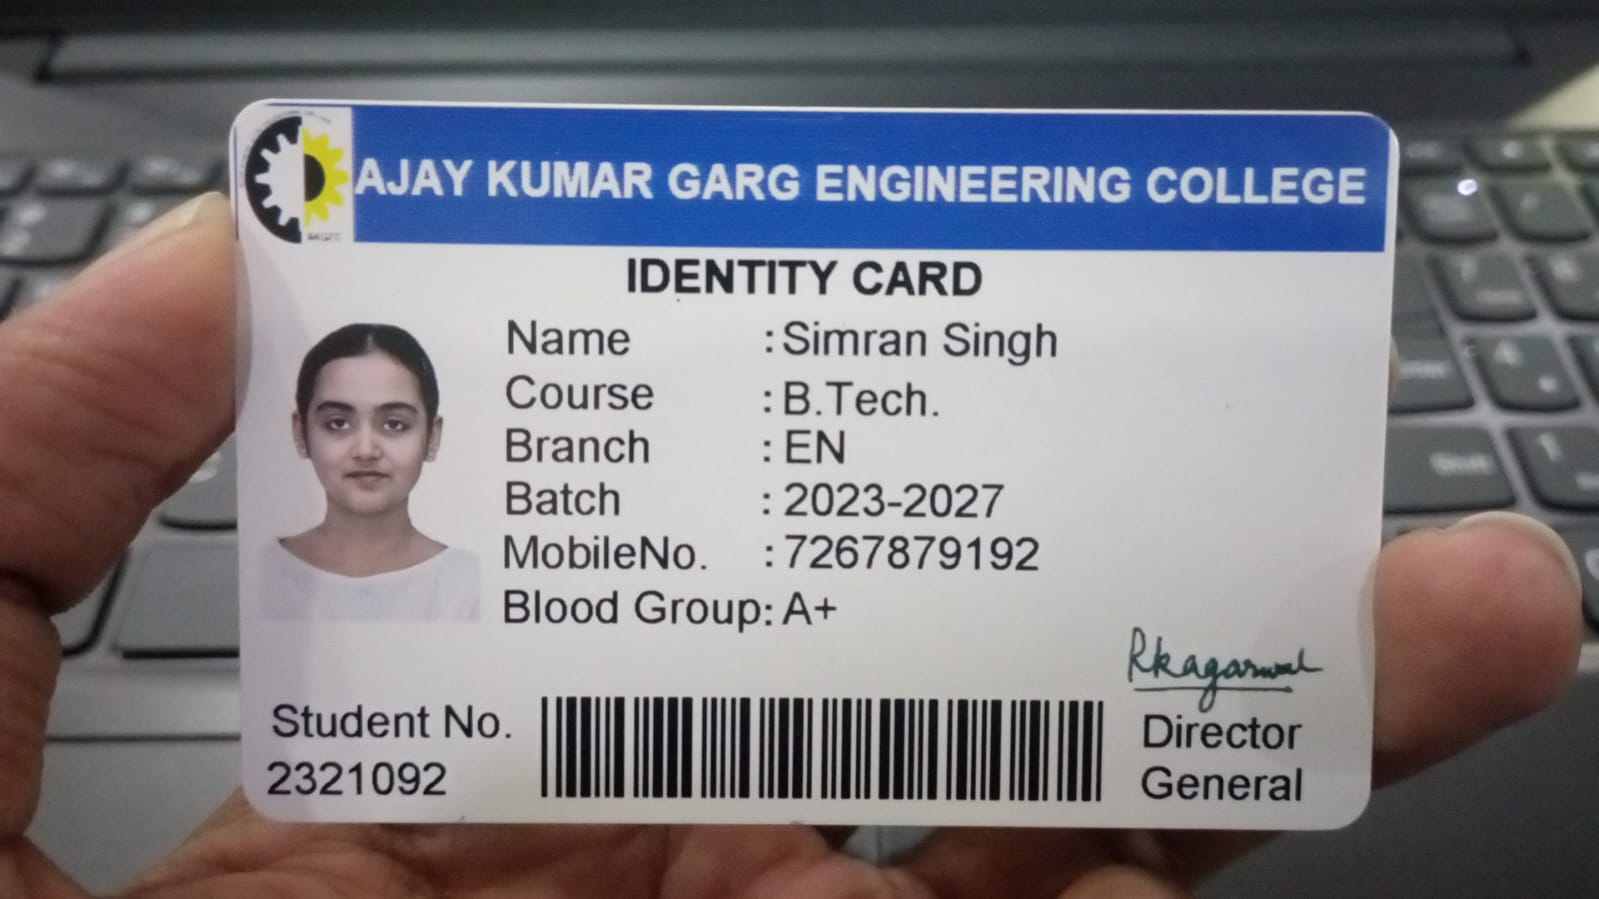 AJAY KUMAR GARG ENGINEERING COLLEGE
IDENTITY CARD
Name : Simran Singh
Course : B.Tech.
Branch : EN
Batch : 2023-2027
MobileNo. : 7267879192
Blood Group: A+
Rkagarwal
Student No.
2321092
Director
General